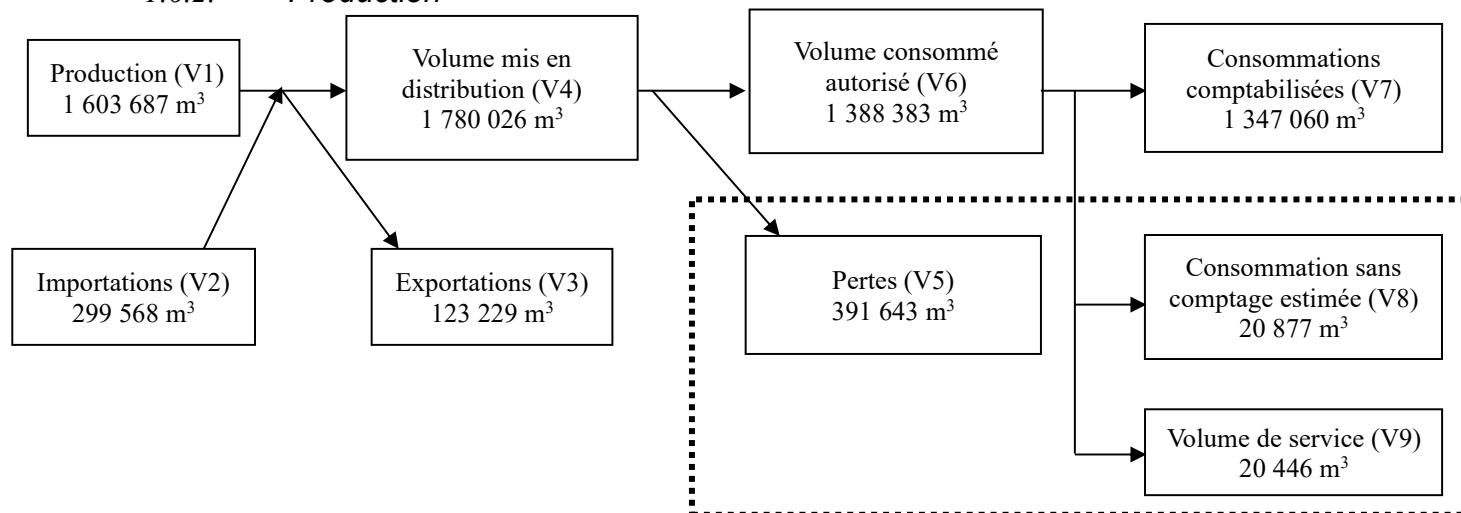 1.6.2. Production
Production (V1)
1 603 687 m³
Volume mis en
distribution (V4)
1 780 026 m³
Volume consommé
autorisé (V6)
1 388 383 m³
Consommations
comptabilisées (V7)
1 347 060 m³
Importations (V2)
299 568 m³
Exportations (V3)
123 229 m³
Pertes (V5)
391 643 m³
Consommation sans
comptage estimée (V8)
20 877 m³
Volume de service (V9)
20 446 m³